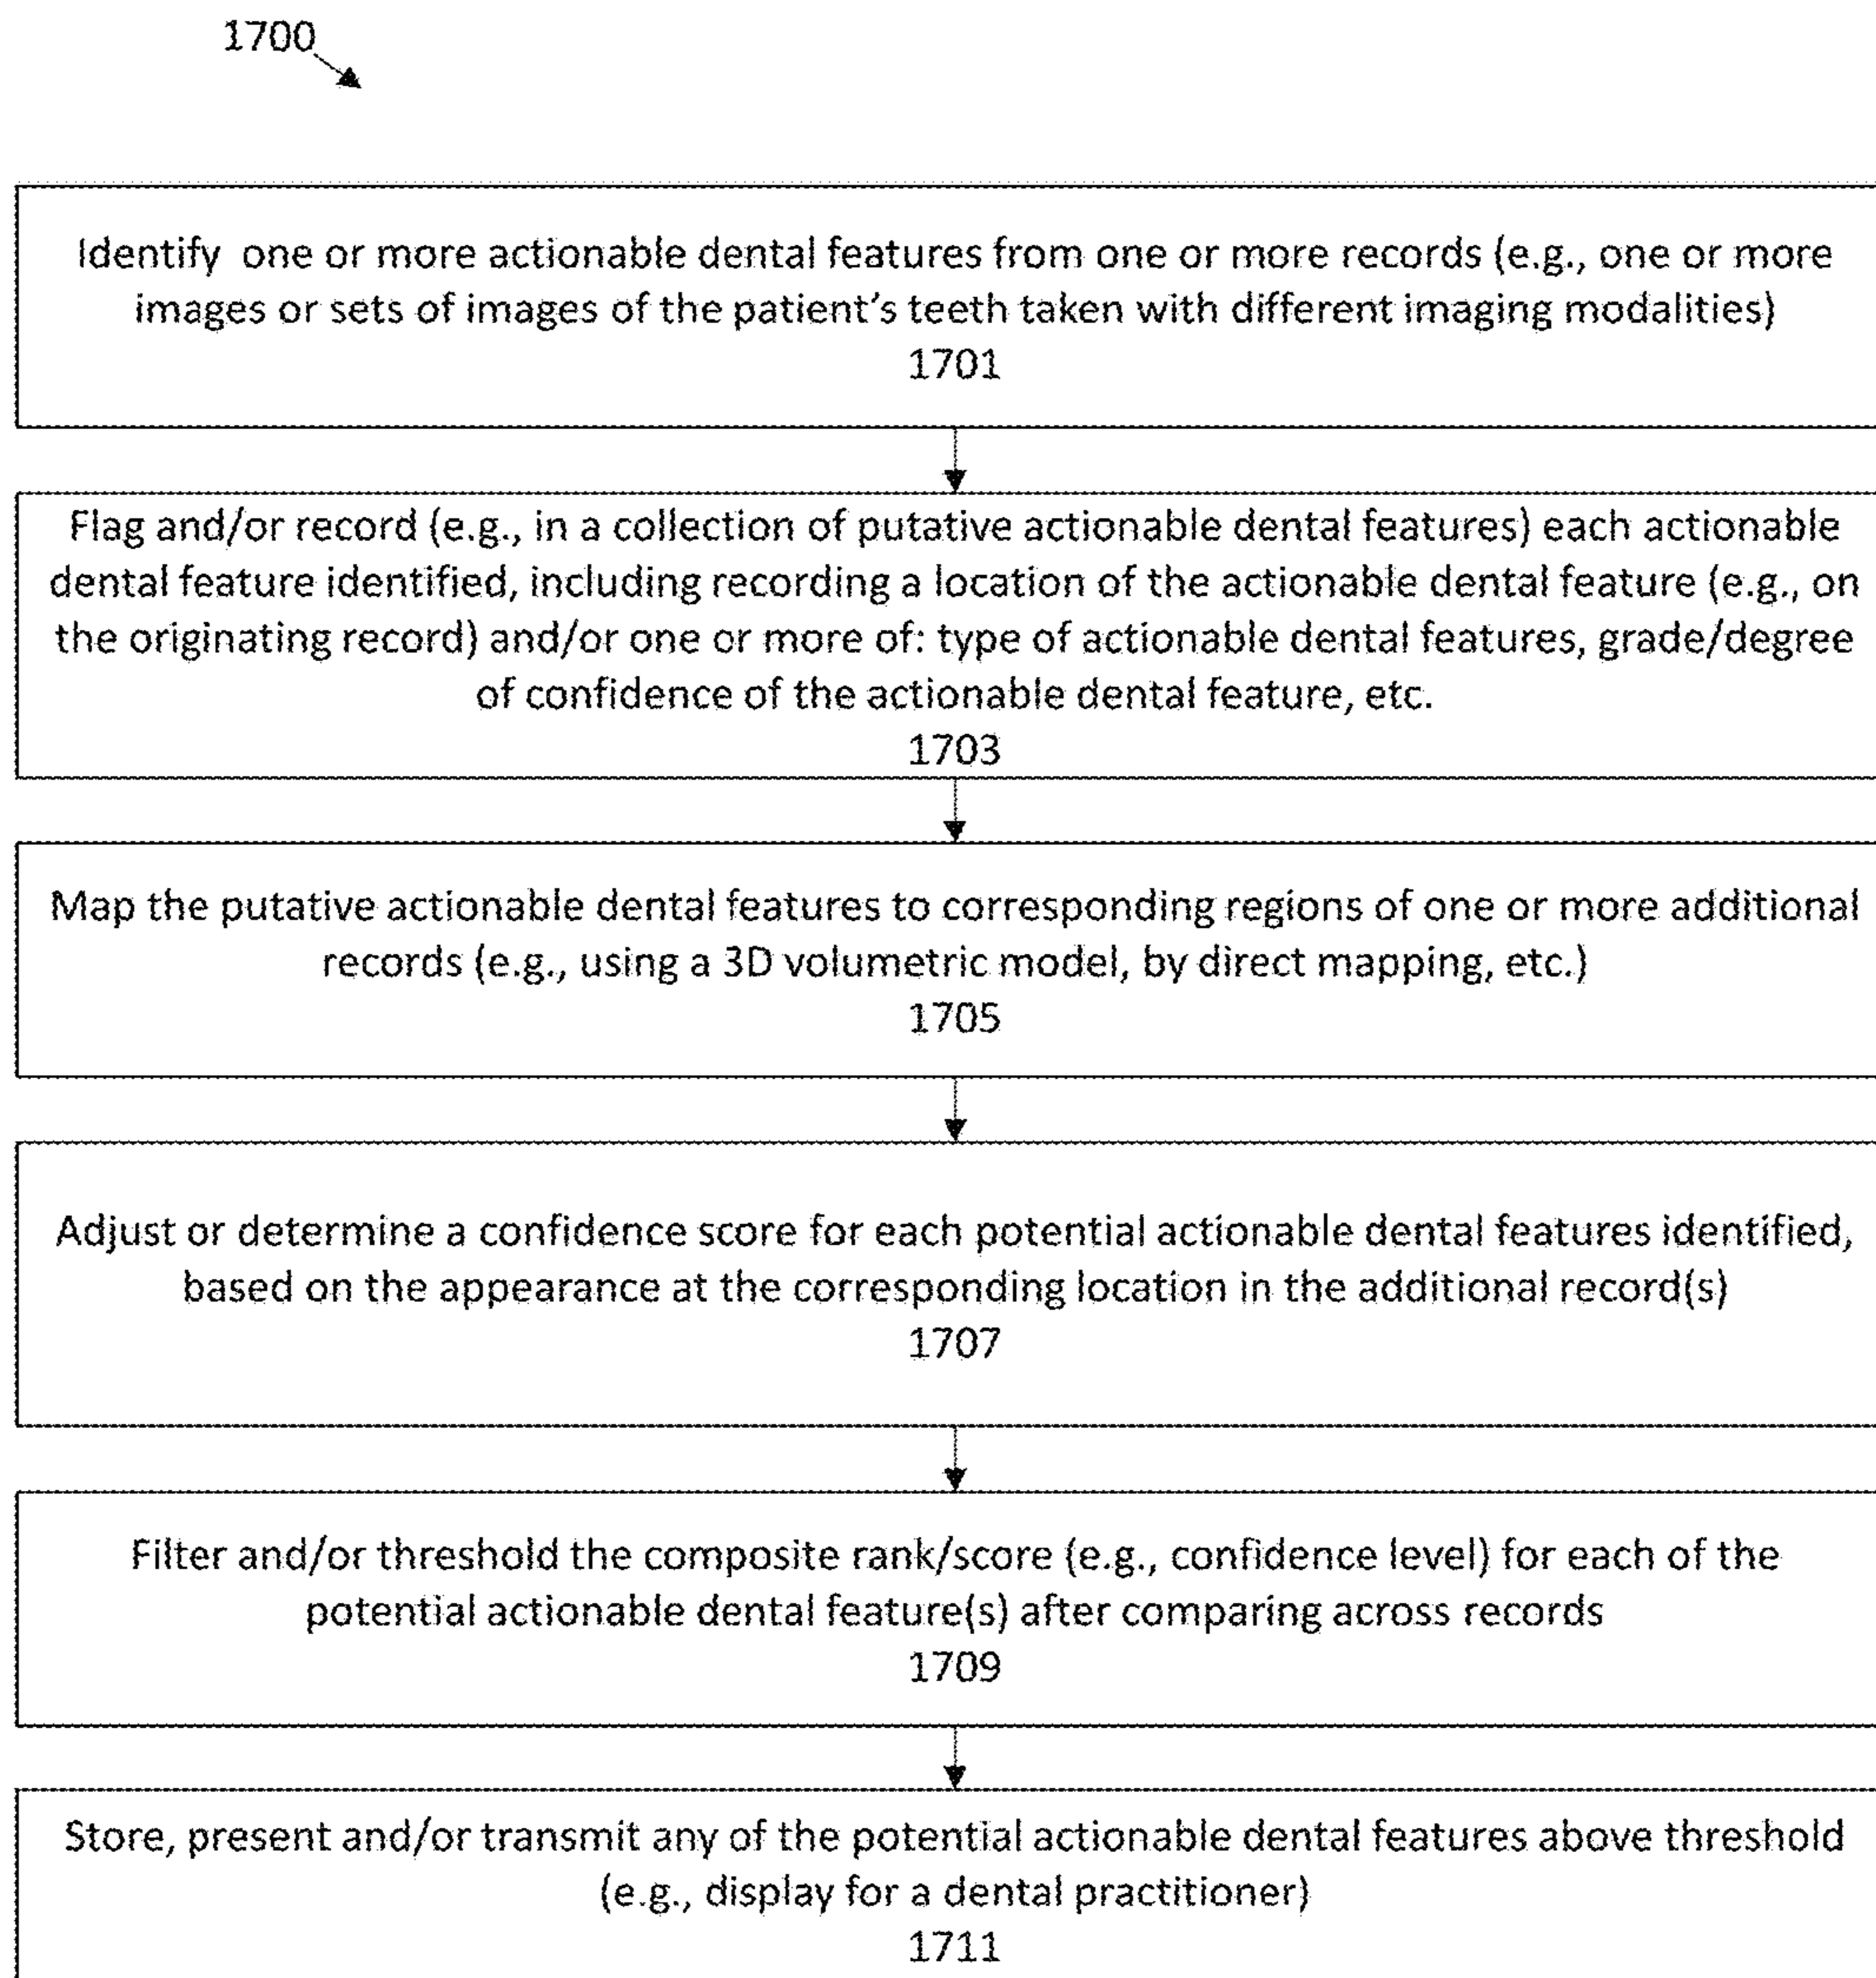 1700
Identify one or more actionable dental features from one or more records (e.g., one or more
images or sets of images of the patient's teeth taken with different imaging modalities)
1701
Flag and/or record (e.g., in a collection of putative actionable dental features) each actionable
dental feature identified, including recording a location of the actionable dental feature (e.g., on
the originating record) and/or one or more of: type of actionable dental features, grade/degree
of confidence of the actionable dental feature, etc.
1703
Map the putative actionable dental features to corresponding regions of one or more additional
records (e.g., using a 3D volumetric model, by direct mapping, etc.)
1705
Adjust or determine a confidence score for each potential actionable dental features identified,
based on the appearance at the corresponding location in the additional record(s)
1707
Filter and/or threshold the composite rank/score (e.g., confidence level) for each of the
potential actionable dental feature(s) after comparing across records
1709
Store, present and/or transmit any of the potential actionable dental features above threshold
(e.g., display for a dental practitioner)
1711